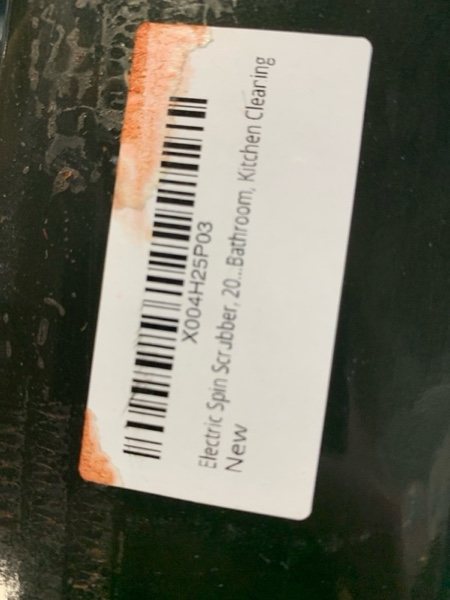 X004H25P03
Electric Spin Scrubber, 20...Bathroom, Kitchen Clearing
New